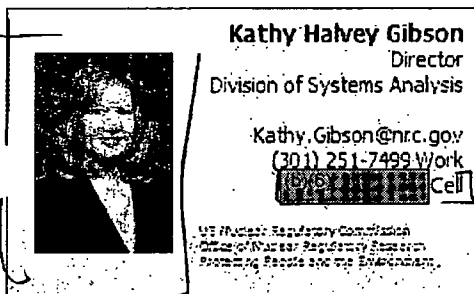 Kathy Halvey Gibson
Director
Division of Systems Analysis
Kathy.Gibson@nrc.gov
(301) 251-7499 Work
(b)(6) Cell
US Nuclear Regulatory Commission
Office of Nuclear Regulatory Research
Protecting People and the Environment